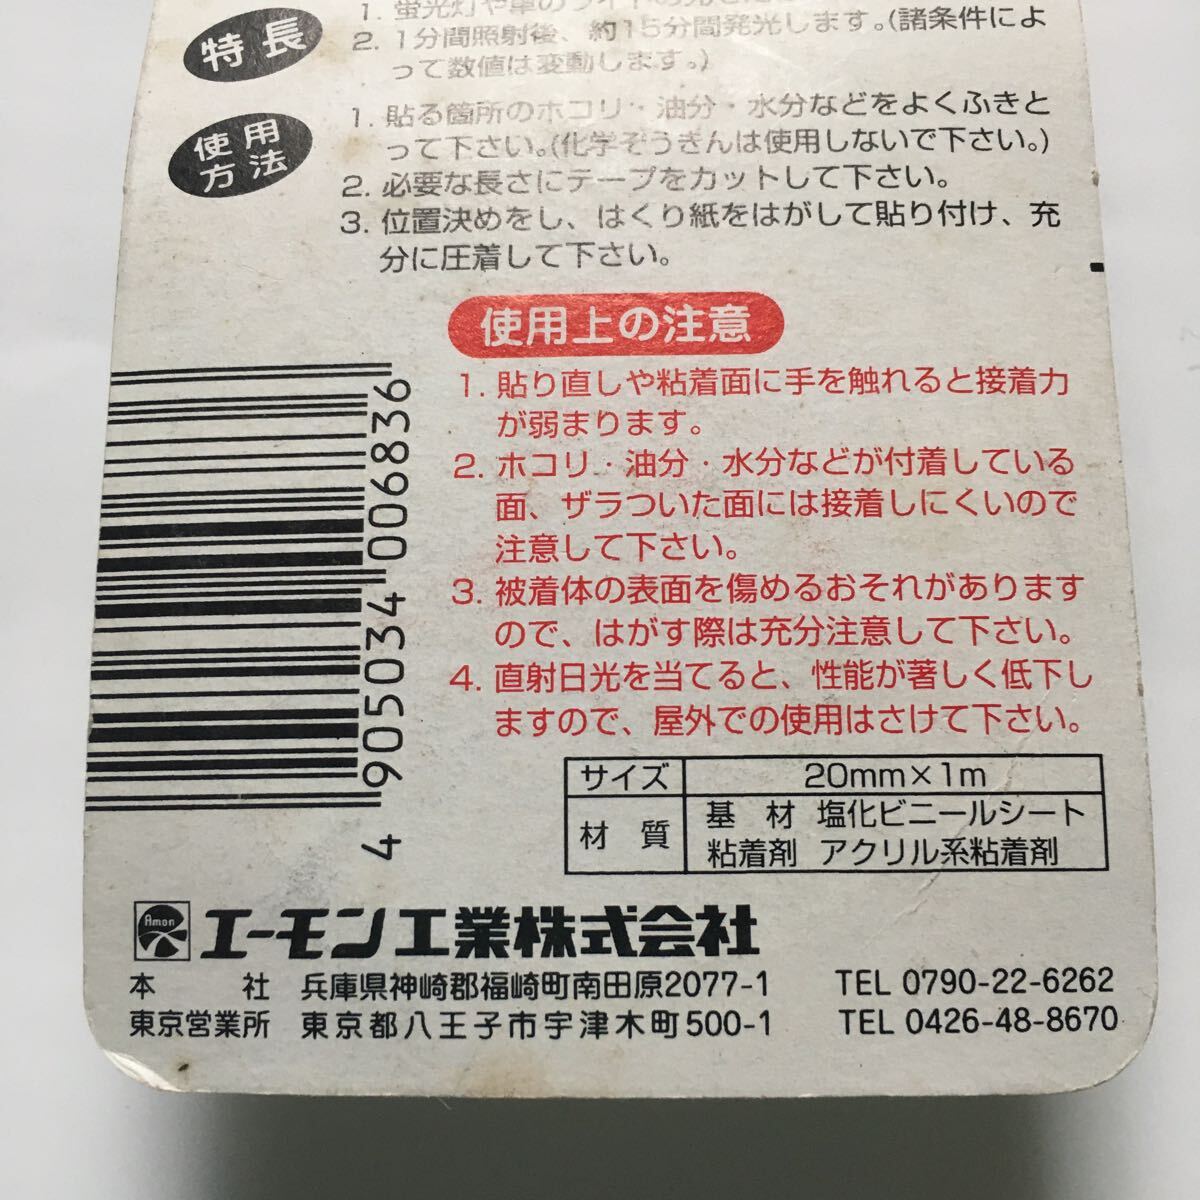 特長
2. 1分間照射後、約15分間発光します。(諸条件によ
って数値は変動します。)
使用
方法
1. 貼る箇所のホコリ・油分・水分などをよくふきと
って下さい。(化学ぞうきんは使用しないで下さい。)
2. 必要な長さにテープをカットして下さい。
3. 位置決めをし、はくり紙をはがして貼り付け、充
分に圧着して下さい。
使用上の注意
1. 貼り直しや粘着面に手を触れると接着力
が弱まります。
2. ホコリ・油分・水分などが付着している
面、ザラついた面には接着しにくいので
注意して下さい。
3. 被着体の表面を傷めるおそれがあります
ので、はがす際は充分注意して下さい。
4. 直射日光を当てると、性能が著しく低下し
ますので、屋外での使用はさけて下さい。
4905034006836
サイズ 20mm×1m
材質 基材 塩化ビニールシート
粘着剤 アクリル系粘着剤
Amon エーモン工業株式会社
本社 兵庫県神崎郡福崎町南田原2077-1 TEL 0790-22-6262
東京営業所 東京都八王子市宇津木町500-1 TEL 0426-48-8670